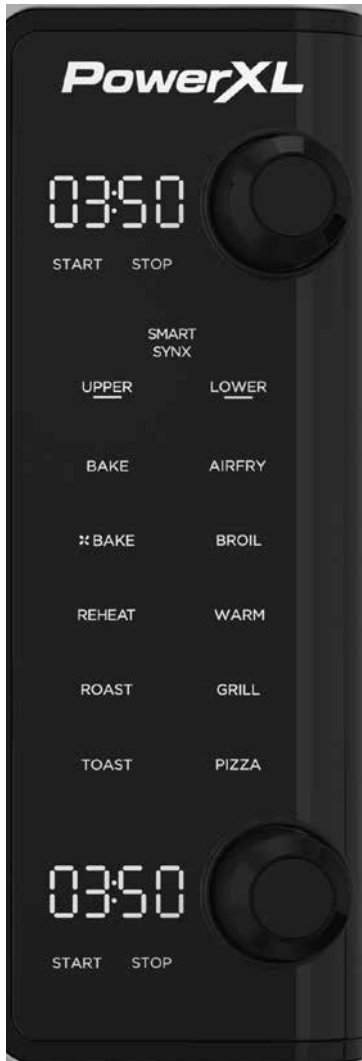 PowerXL
03:50
START STOP
SMART
SYNX
UPPER LOWER
BAKE AIRFRY
BAKE BROIL
REHEAT WARM
ROAST GRILL
TOAST PIZZA
03:50
START STOP